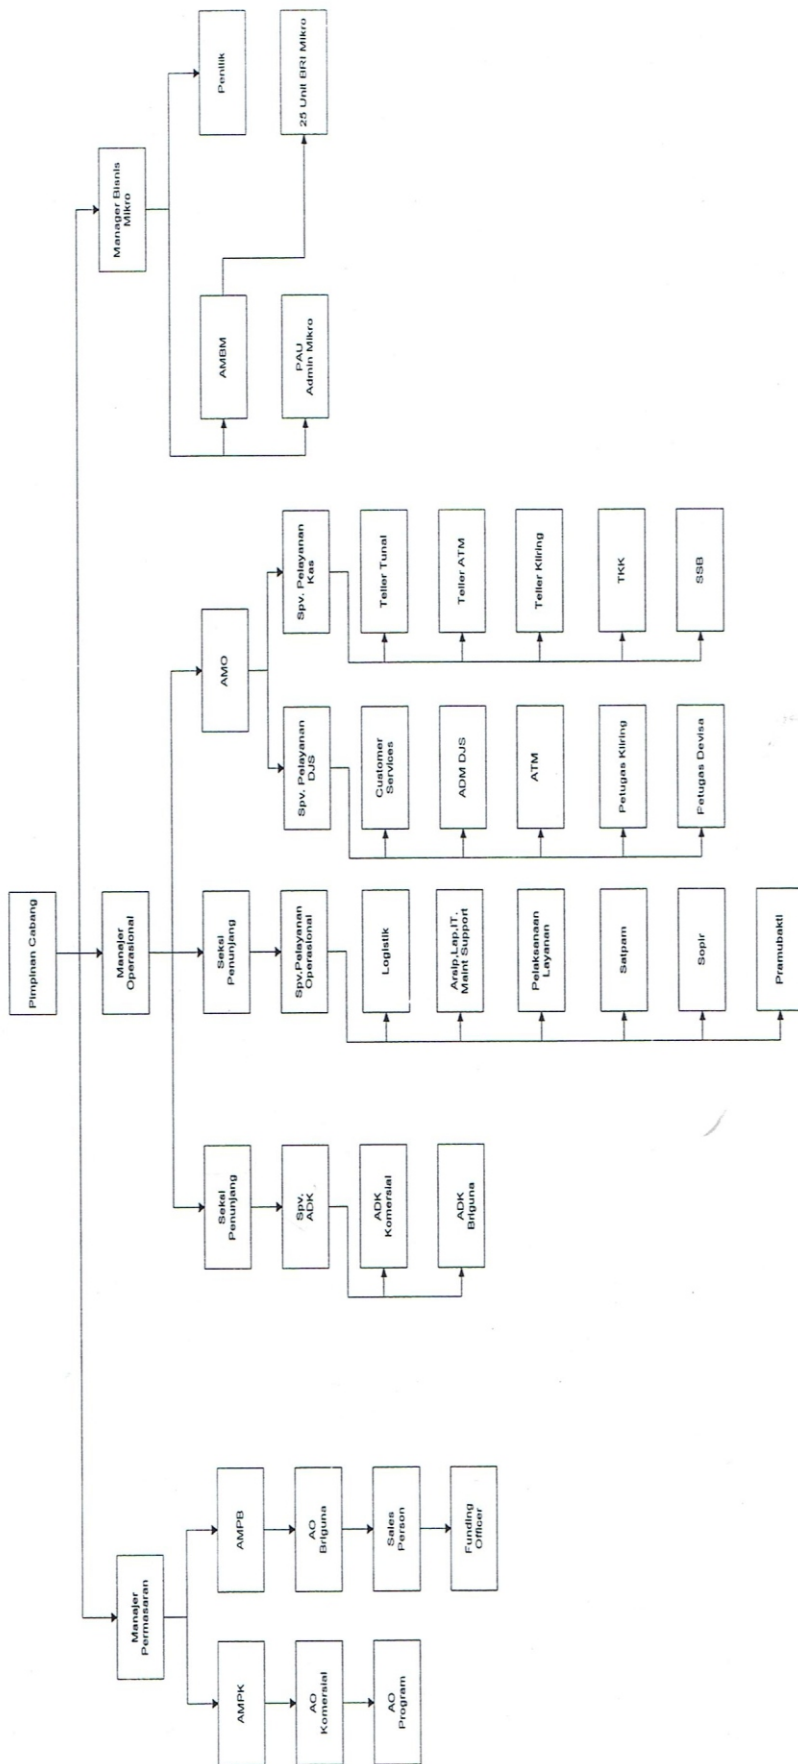 Pimpinan Cabang
Manajer
Permasaran
Manajer
Operasional
Manager Bisnis
Mikro
AMPK
AMPB
Seksi
Penunjang
Seksi
Penunjang
AMO
AMBM
Penilik
AO
Komersial
AO
Briguna
Spv.
ADK
Spv.Pelayanan
Operasional
Spv. Pelayanan
DJS
Spv. Pelayanan
Kas
PAU
Admin Mikro
25 Unit BRI Mikro
AO
Program
Sales
Person
ADK
Komersial
Logistik
Customer
Services
Teller Tunai
Funding
Officer
ADK
Briguna
Arsip,Lap,IT,
Maint Support
ADM DJS
Teller ATM
Pelaksanaan
Layanan
ATM
Teller Kliring
Satpam
Petugas Kliring
TKK
Sopir
Petugas Devisa
SSB
Pramubakti